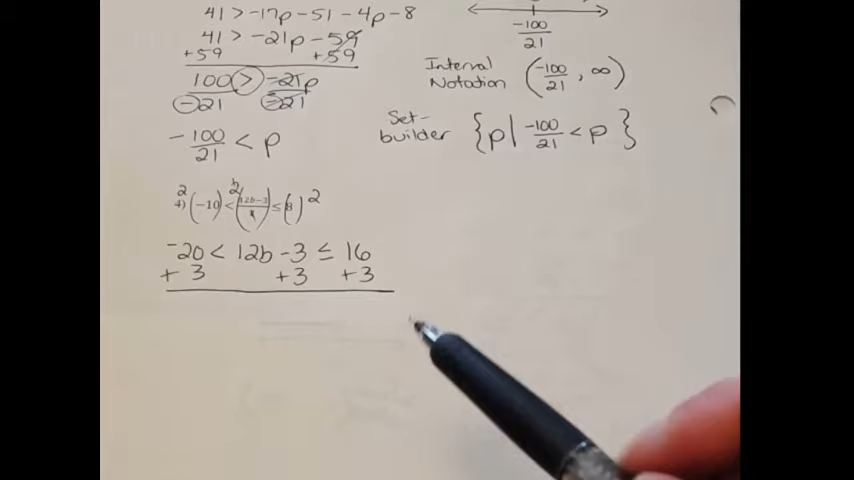 41 > -17p - 51 - 4p - 8
41 > -21p - 59
+59 +59
100 > -21p
-21 -21
-100/21 < p
-100/21
Interval Notation (-100/21, ∞)
Set-builder {p | -100/21 < p}
2 2 2
4) (-10) < (12b-3/2) ≤ (8)
-20 < 12b - 3 ≤ 16
+3 +3 +3